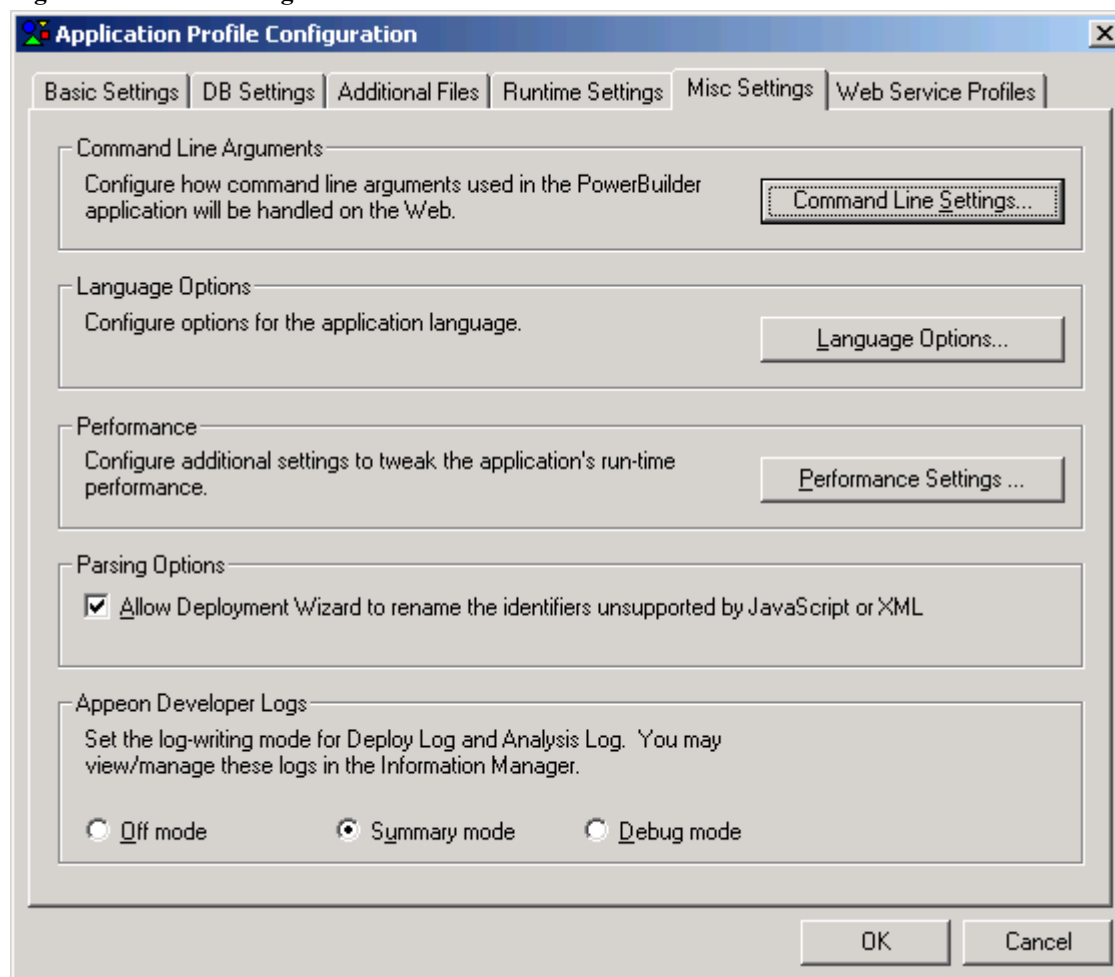 Application Profile Configuration
Basic Settings
DB Settings
Additional Files
Runtime Settings
Misc Settings
Web Service Profiles
Command Line Arguments
Configure how command line arguments used in the PowerBuilder
application will be handled on the Web.
Command Line Settings...
Language Options
Configure options for the application language.
Language Options...
Performance
Configure additional settings to tweak the application's run-time
performance.
Performance Settings ...
Parsing Options
Allow Deployment Wizard to rename the identifiers unsupported by JavaScript or XML
Appeon Developer Logs
Set the log-writing mode for Deploy Log and Analysis Log. You may
view/manage these logs in the Information Manager.
Off mode
Summary mode
Debug mode
OK
Cancel